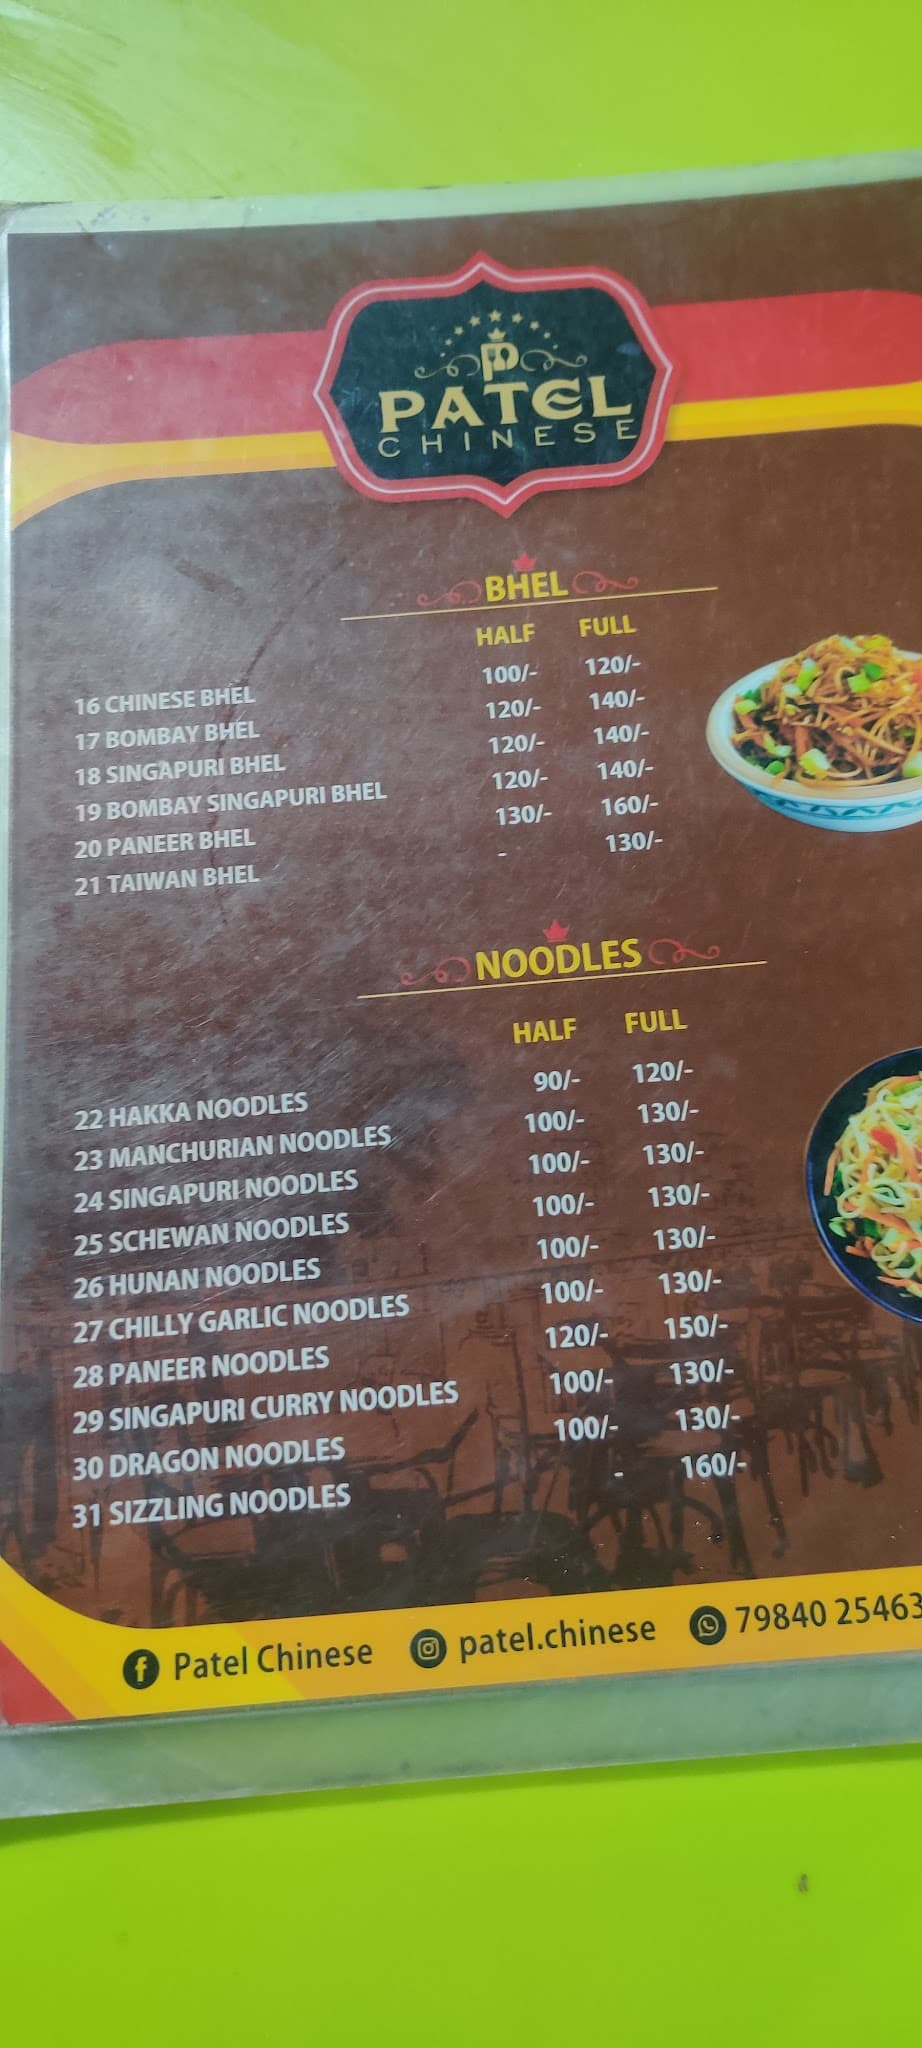 P
PATEL
CHINESE
BHEL
HALF FULL
16 CHINESE BHEL 100/- 120/-
17 BOMBAY BHEL 120/- 140/-
18 SINGAPURI BHEL 120/- 140/-
19 BOMBAY SINGAPURI BHEL 120/- 140/-
20 PANEER BHEL 130/- 160/-
21 TAIWAN BHEL - 130/-
NOODLES
HALF FULL
22 HAKKA NOODLES 90/- 120/-
23 MANCHURIAN NOODLES 100/- 130/-
24 SINGAPURI NOODLES 100/- 130/-
25 SCHEWAN NOODLES 100/- 130/-
26 HUNAN NOODLES 100/- 130/-
27 CHILLY GARLIC NOODLES 100/- 130/-
28 PANEER NOODLES 120/- 150/-
29 SINGAPURI CURRY NOODLES 100/- 130/-
30 DRAGON NOODLES 100/- 130/-
31 SIZZLING NOODLES - 160/-
Patel Chinese patel.chinese 79840 25463